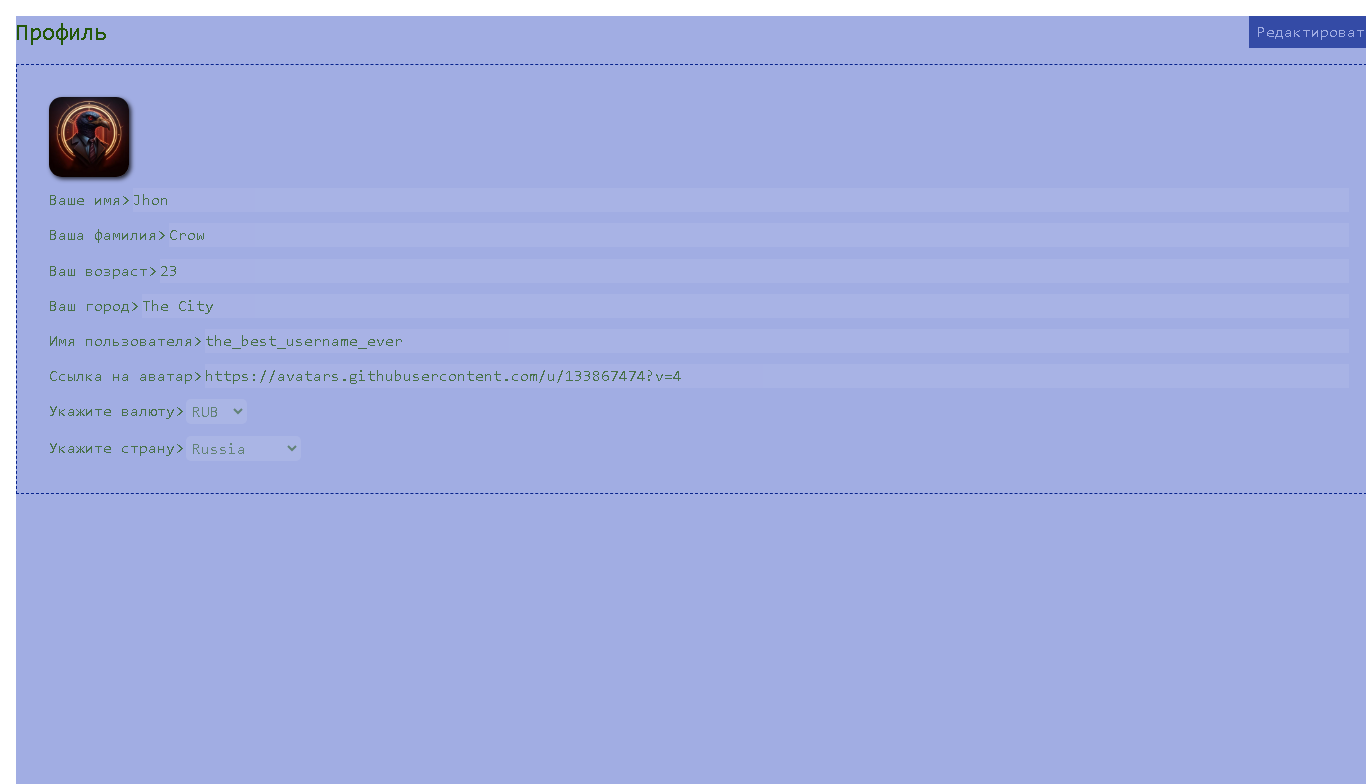 Профиль
Редактироват
Ваше имя>Jhon
Ваша фамилия>Crow
Ваш возраст>23
Ваш город>The City
Имя пользователя>the_best_username_ever
Ссылка на аватар>https://avatars.githubusercontent.com/u/133867474?v=4
Укажите валюту>RUB
Укажите страну>Russia